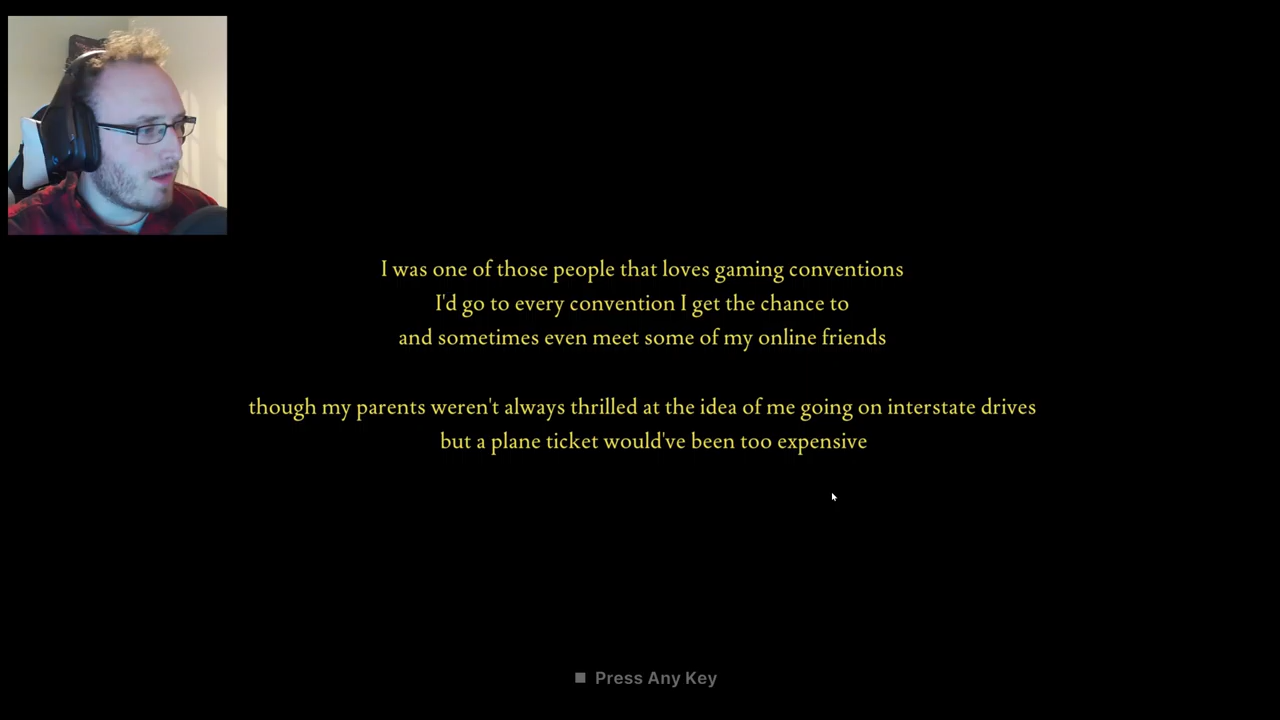 I was one of those people that loves gaming conventions
I'd go to every convention I get the chance to
and sometimes even meet some of my online friends
though my parents weren't always thrilled at the idea of me going on interstate drives
but a plane ticket would've been too expensive
Press Any Key